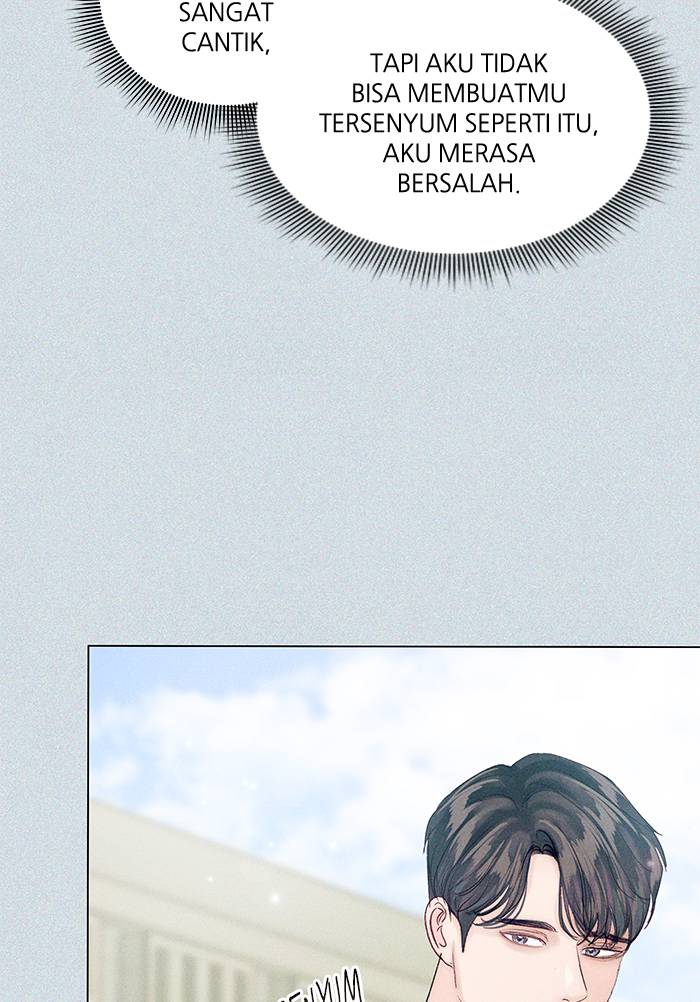 SANGAT
CANTIK,
TAPI AKU TIDAK
BISA MEMBUATMU
TERSENYUM SEPERTI ITU,
AKU MERASA
BERSALAH.